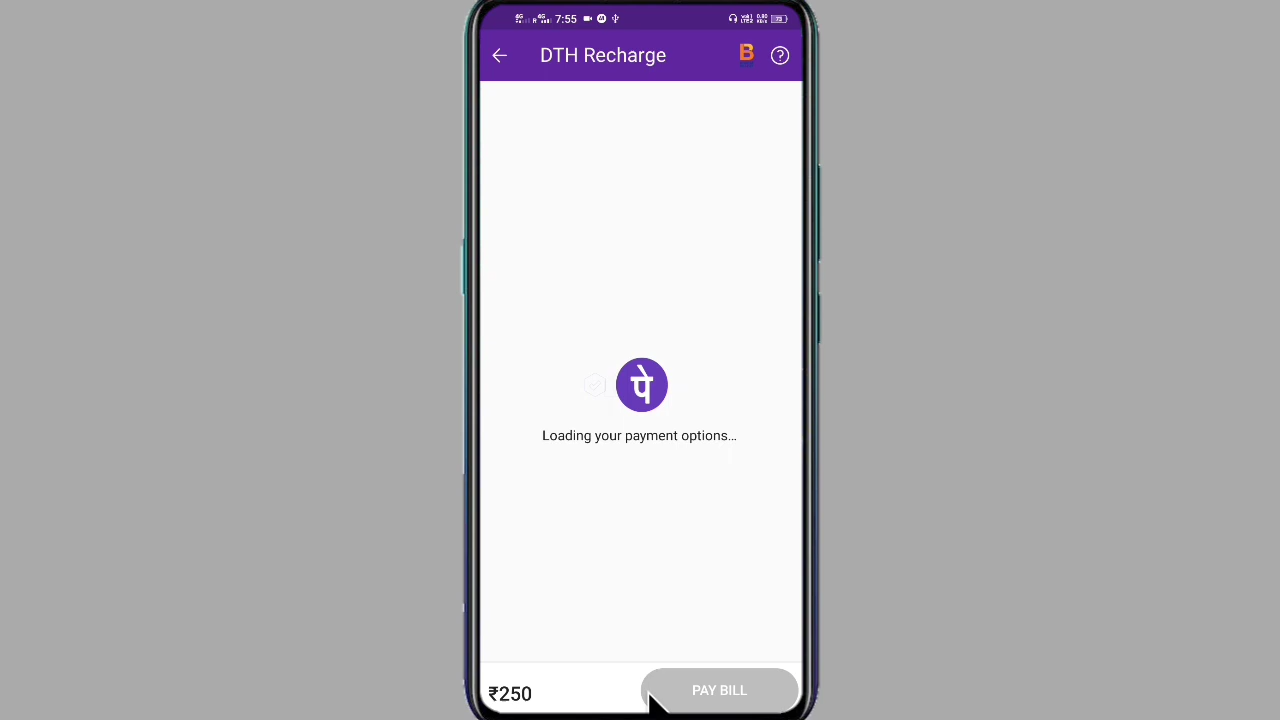 7:55
DTH Recharge
B
पे
Loading your payment options...
₹250
PAY BILL